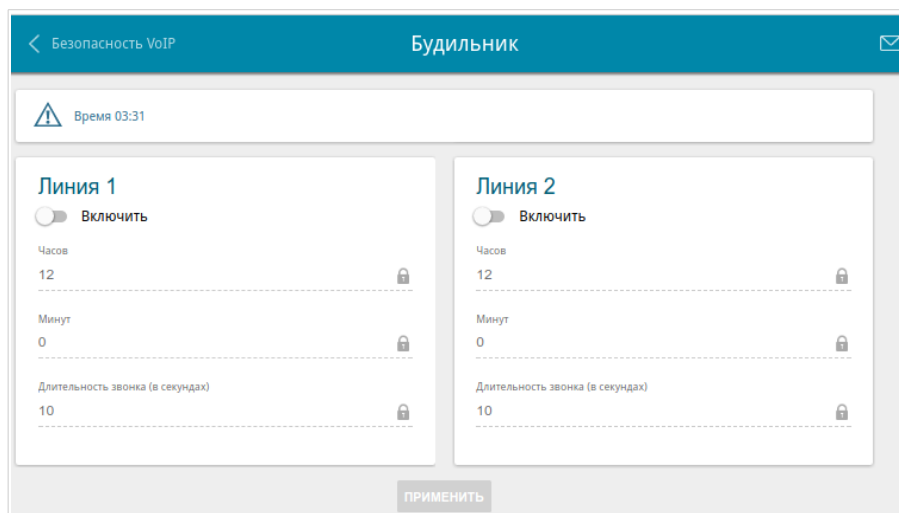 Безопасность VoIP
Будильник
Время 03:31
Линия 1
Включить
Часов
12
Минут
0
Длительность звонка (в секундах)
10
Линия 2
Включить
Часов
12
Минут
0
Длительность звонка (в секундах)
10
ПРИМЕНИТЬ